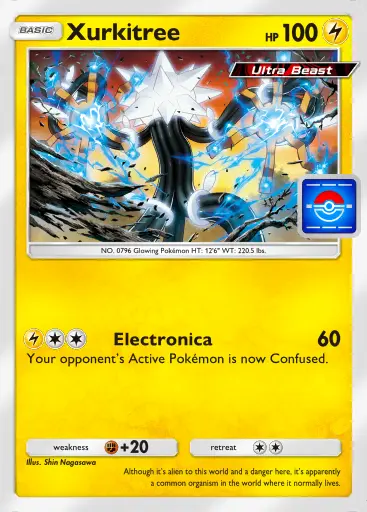 BASIC Xurkitree HP 100
Ultra Beast
NO. 0796 Glowing Pokémon HT: 12'6" WT: 220.5 lbs.
Electronica 60
Your opponent's Active Pokémon is now Confused.
weakness +20 retreat
Illus. Shin Nagasawa
Although it's alien to this world and a danger here, it's apparently
a common organism in the world where it normally lives.